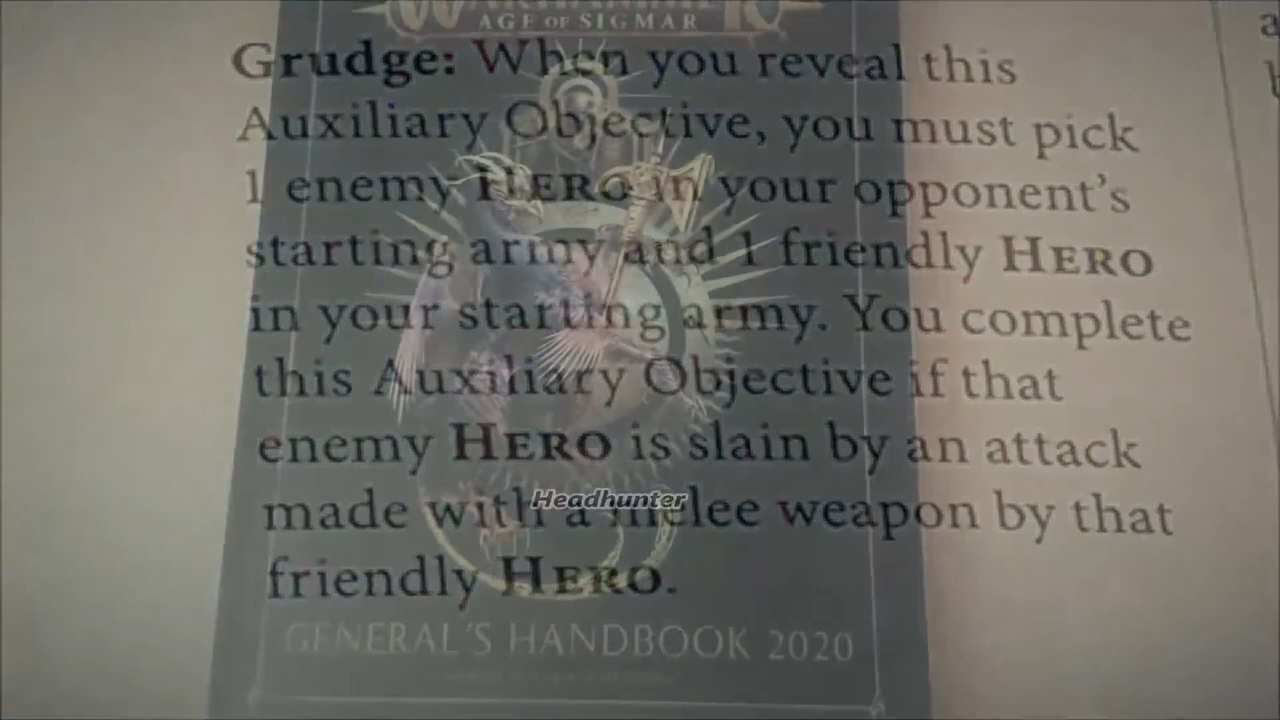 AGE OF SIGMAR
Grudge: When you reveal this
Auxiliary Objective, you must pick
1 enemy HERO in your opponent's
starting army and 1 friendly HERO
in your starting army. You complete
this Auxiliary Objective if that
enemy HERO is slain by an attack
Headhunter
made with a melee weapon by that
friendly HERO.
GENERAL'S HANDBOOK 2020